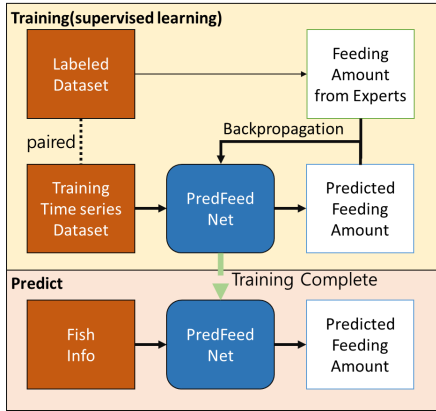 Training(supervised learning)
Labeled
Dataset
Feeding
Amount
from Experts
paired
Backpropagation
Training
Time series
Dataset
PredFeed
Net
Predicted
Feeding
Amount
Training Complete
Predict
Fish
Info
PredFeed
Net
Predicted
Feeding
Amount